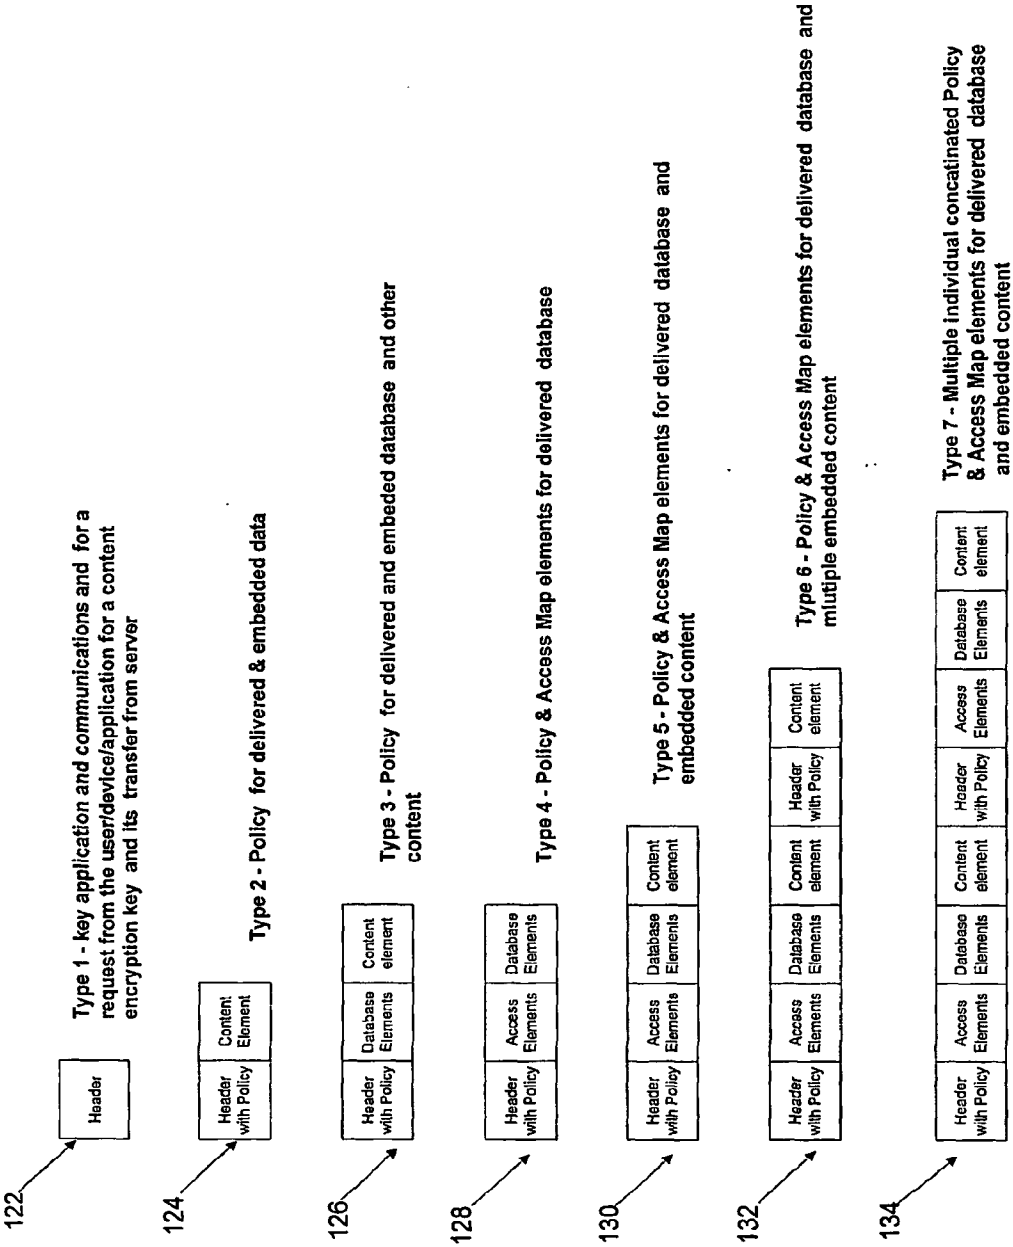 122
Header
Type 1 - key application and communications and for a
request from the user/device/application for a content
encryption key and its transfer from server
124
Header
with Policy
Content
Element
Type 2 - Policy for delivered & embedded data
126
Header
with Policy
Database
Elements
Content
element
Type 3 - Policy for delivered and embeded database and other
content
128
Header
with Policy
Access
Elements
Database
Elements
Type 4 - Policy & Access Map elements for delivered database
130
Header
with Policy
Access
Elements
Database
Elements
Content
element
Type 5 - Policy & Access Map elements for delivered database and
embedded content
132
Header
with Policy
Access
Elements
Database
Elements
Content
element
Header
with Policy
Content
element
Type 6 - Policy & Access Map elements for delivered database and
mlutiple embedded content
134
Header
with Policy
Access
Elements
Database
Elements
Content
element
Header
with Policy
Access
Elements
Database
Elements
Content
element
Type 7 - Multiple individual concatinated Policy
& Access Map elements for delivered database
and embedded content